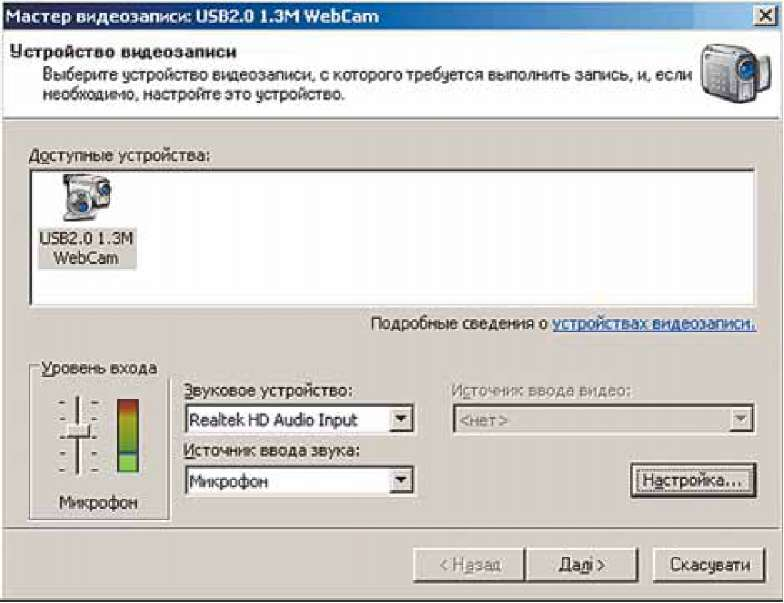 Мастер видеозаписи: USB2.0 1.3M WebCam
Устройство видеозаписи
Выберите устройство видеозаписи, с которого требуется выполнить запись, и, если
необходимо, настройте это устройство.
Доступные устройства:
USB2.0 1.3M
WebCam
Подробные сведения о устройствах видеозаписи.
Уровень входа
Микрофон
Звуковое устройство:
Realtek HD Audio Input
Источник ввода звука:
Микрофон
Источник ввода видео:
<нет>
Настройка...
< Назад
Далі >
Скасувати